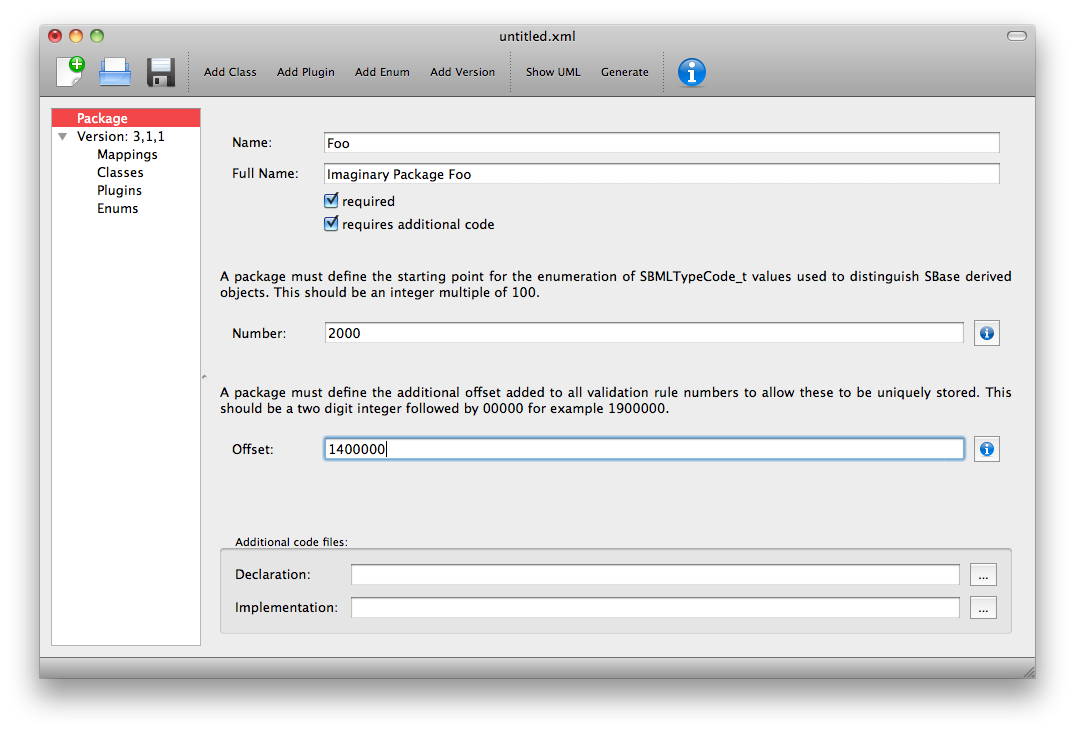 untitled.xml
Add Class Add Plugin Add Enum Add Version Show UML Generate
Package
Version: 3,1,1
Mappings
Classes
Plugins
Enums
Name: Foo
Full Name: Imaginary Package Foo
required
requires additional code
A package must define the starting point for the enumeration of SBMLTypeCode_t values used to distinguish SBase derived
objects. This should be an integer multiple of 100.
Number: 2000
A package must define the additional offset added to all validation rule numbers to allow these to be uniquely stored. This
should be a two digit integer followed by 00000 for example 1900000.
Offset: 1400000
Additional code files:
Declaration: ...
Implementation: ...